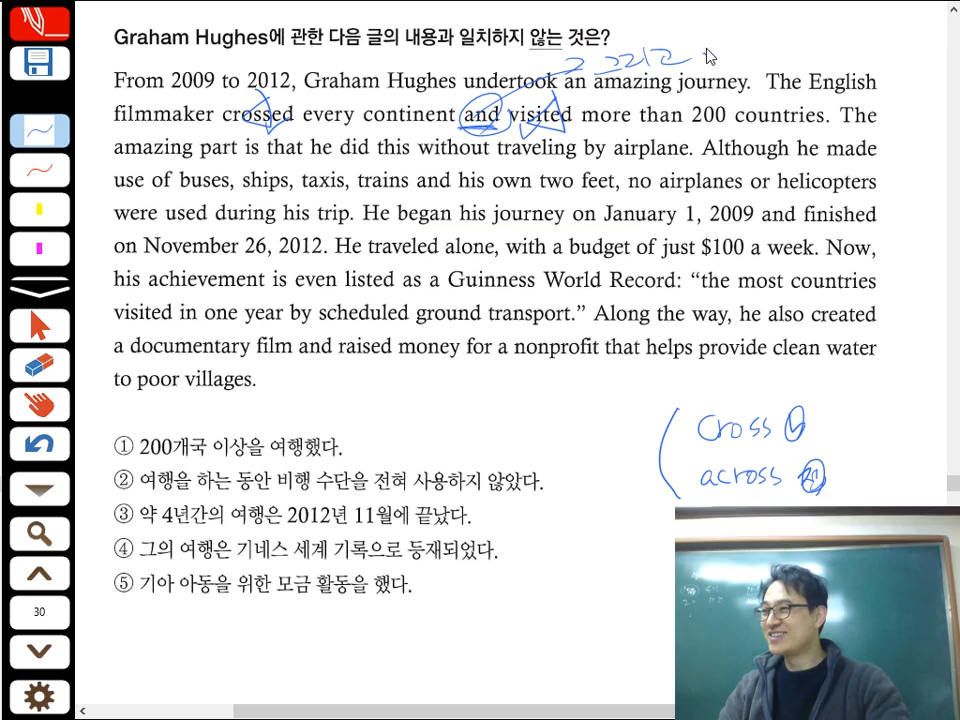 Graham Hughes에 관한 다음 글의 내용과 일치하지 않는 것은?
그리고
From 2009 to 2012, Graham Hughes undertook an amazing journey. The English
filmmaker crossed every continent and visited more than 200 countries. The
amazing part is that he did this without traveling by airplane. Although he made
use of buses, ships, taxis, trains and his own two feet, no airplanes or helicopters
were used during his trip. He began his journey on January 1, 2009 and finished
on November 26, 2012. He traveled alone, with a budget of just $100 a week. Now,
his achievement is even listed as a Guinness World Record: “the most countries
visited in one year by scheduled ground transport.” Along the way, he also created
a documentary film and raised money for a nonprofit that helps provide clean water
to poor villages.
cross
across 전
① 200개국 이상을 여행했다.
② 여행을 하는 동안 비행 수단을 전혀 사용하지 않았다.
③ 약 4년간의 여행은 2012년 11월에 끝났다.
④ 그의 여행은 기네스 세계 기록으로 등재되었다.
⑤ 기아 아동을 위한 모금 활동을 했다.
30